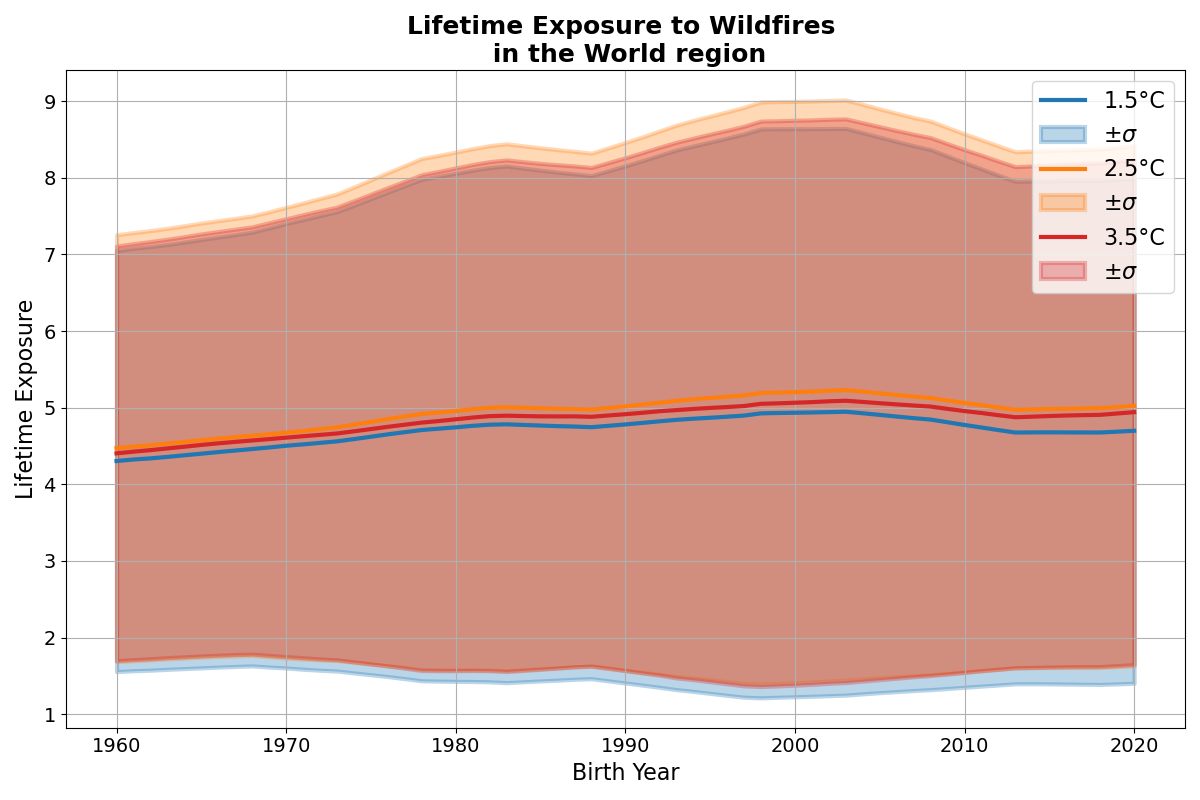 Lifetime Exposure to Wildfires
in the World region
Lifetime Exposure
9
8
7
6
5
4
3
2
1
1.5°C
±σ
2.5°C
±σ
3.5°C
±σ
1960 1970 1980 1990 2000 2010 2020
Birth Year